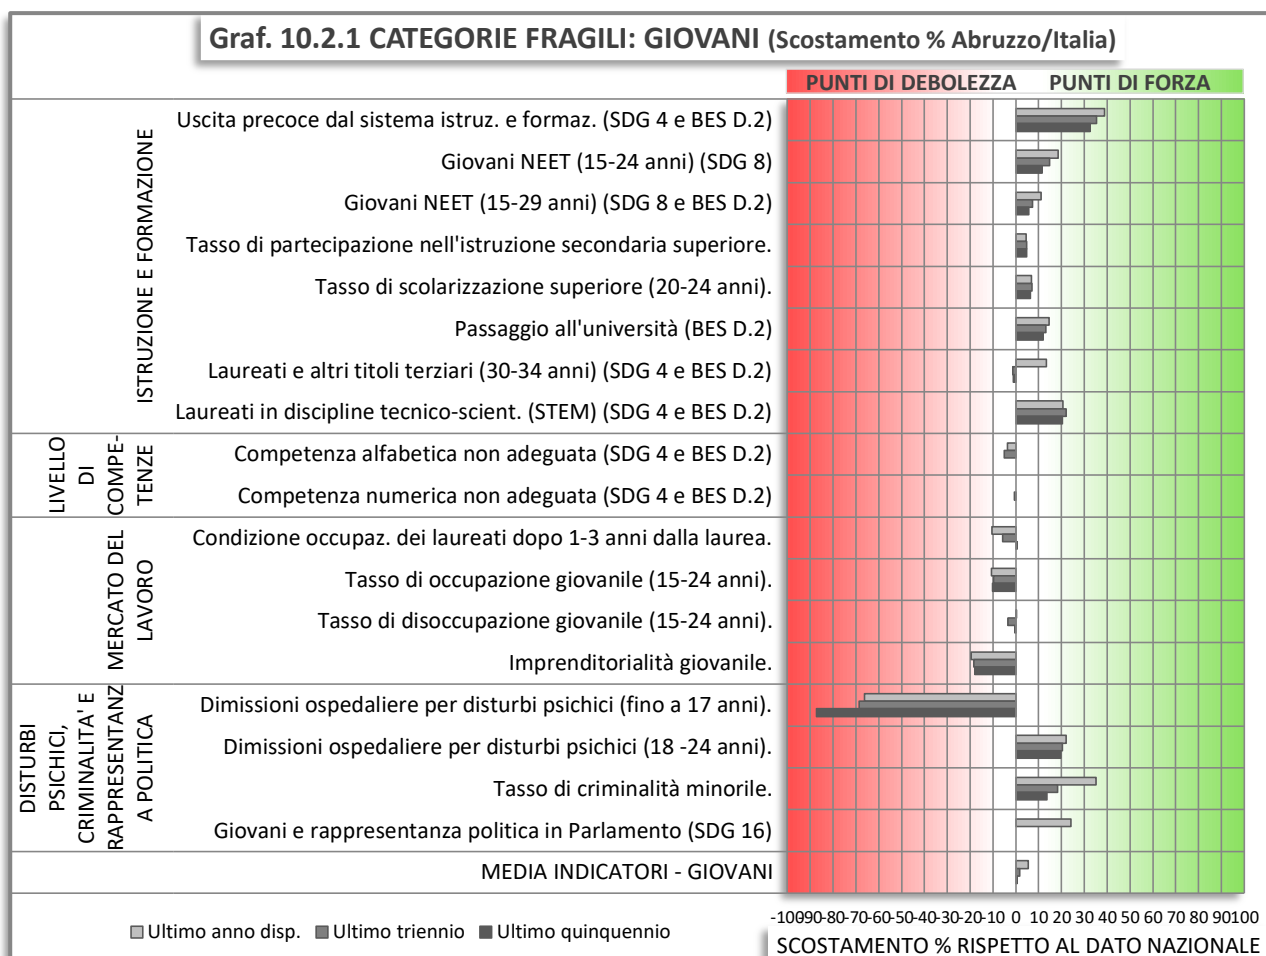 Graf. 10.2.1 CATEGORIE FRAGILI: GIOVANI (Scostamento % Abruzzo/Italia)
PUNTI DI DEBOLEZZA PUNTI DI FORZA
ISTRUZIONE E FORMAZIONE
Uscita precoce dal sistema istruz. e formaz. (SDG 4 e BES D.2)
Giovani NEET (15-24 anni) (SDG 8)
Giovani NEET (15-29 anni) (SDG 8 e BES D.2)
Tasso di partecipazione nell'istruzione secondaria superiore.
Tasso di scolarizzazione superiore (20-24 anni).
Passaggio all'università (BES D.2)
Laureati e altri titoli terziari (30-34 anni) (SDG 4 e BES D.2)
Laureati in discipline tecnico-scient. (STEM) (SDG 4 e BES D.2)
LIVELLO
DI
COMPE-
TENZE
Competenza alfabetica non adeguata (SDG 4 e BES D.2)
Competenza numerica non adeguata (SDG 4 e BES D.2)
MERCATO DEL
LAVORO
Condizione occupaz. dei laureati dopo 1-3 anni dalla laurea.
Tasso di occupazione giovanile (15-24 anni).
Tasso di disoccupazione giovanile (15-24 anni).
Imprenditorialità giovanile.
DISTURBI
PSICHICI,
CRIMINALITA' E
RAPPRESENTANZ
A POLITICA
Dimissioni ospedaliere per disturbi psichici (fino a 17 anni).
Dimissioni ospedaliere per disturbi psichici (18 -24 anni).
Tasso di criminalità minorile.
Giovani e rappresentanza politica in Parlamento (SDG 16)
MEDIA INDICATORI - GIOVANI
-100-90-80-70-60-50-40-30-20-10 0 10 20 30 40 50 60 70 80 90100
Ultimo anno disp. Ultimo triennio Ultimo quinquennio
SCOSTAMENTO % RISPETTO AL DATO NAZIONALE